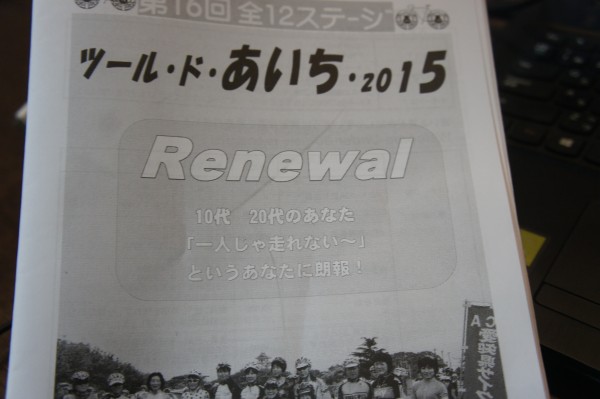 第16回 全12ステージ
ツール・ド・あいち・2015
Renewal
10代 20代のあなた
「一人じゃ走れない～」
というあなたに朗報！